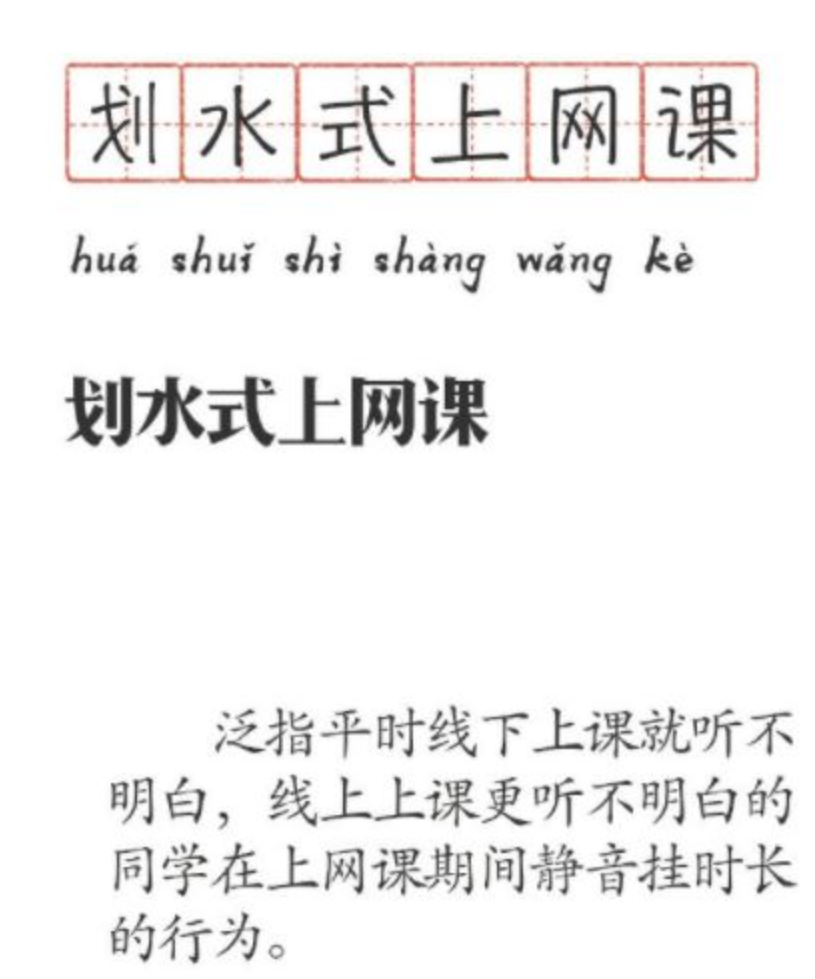 划水式上网课
huá shuǐ shì shàng wǎng kè
划水式上网课
泛指平时线下上课就听不
明白，线上上课更听不明白的
同学在上网课期间静音挂时长
的行为。